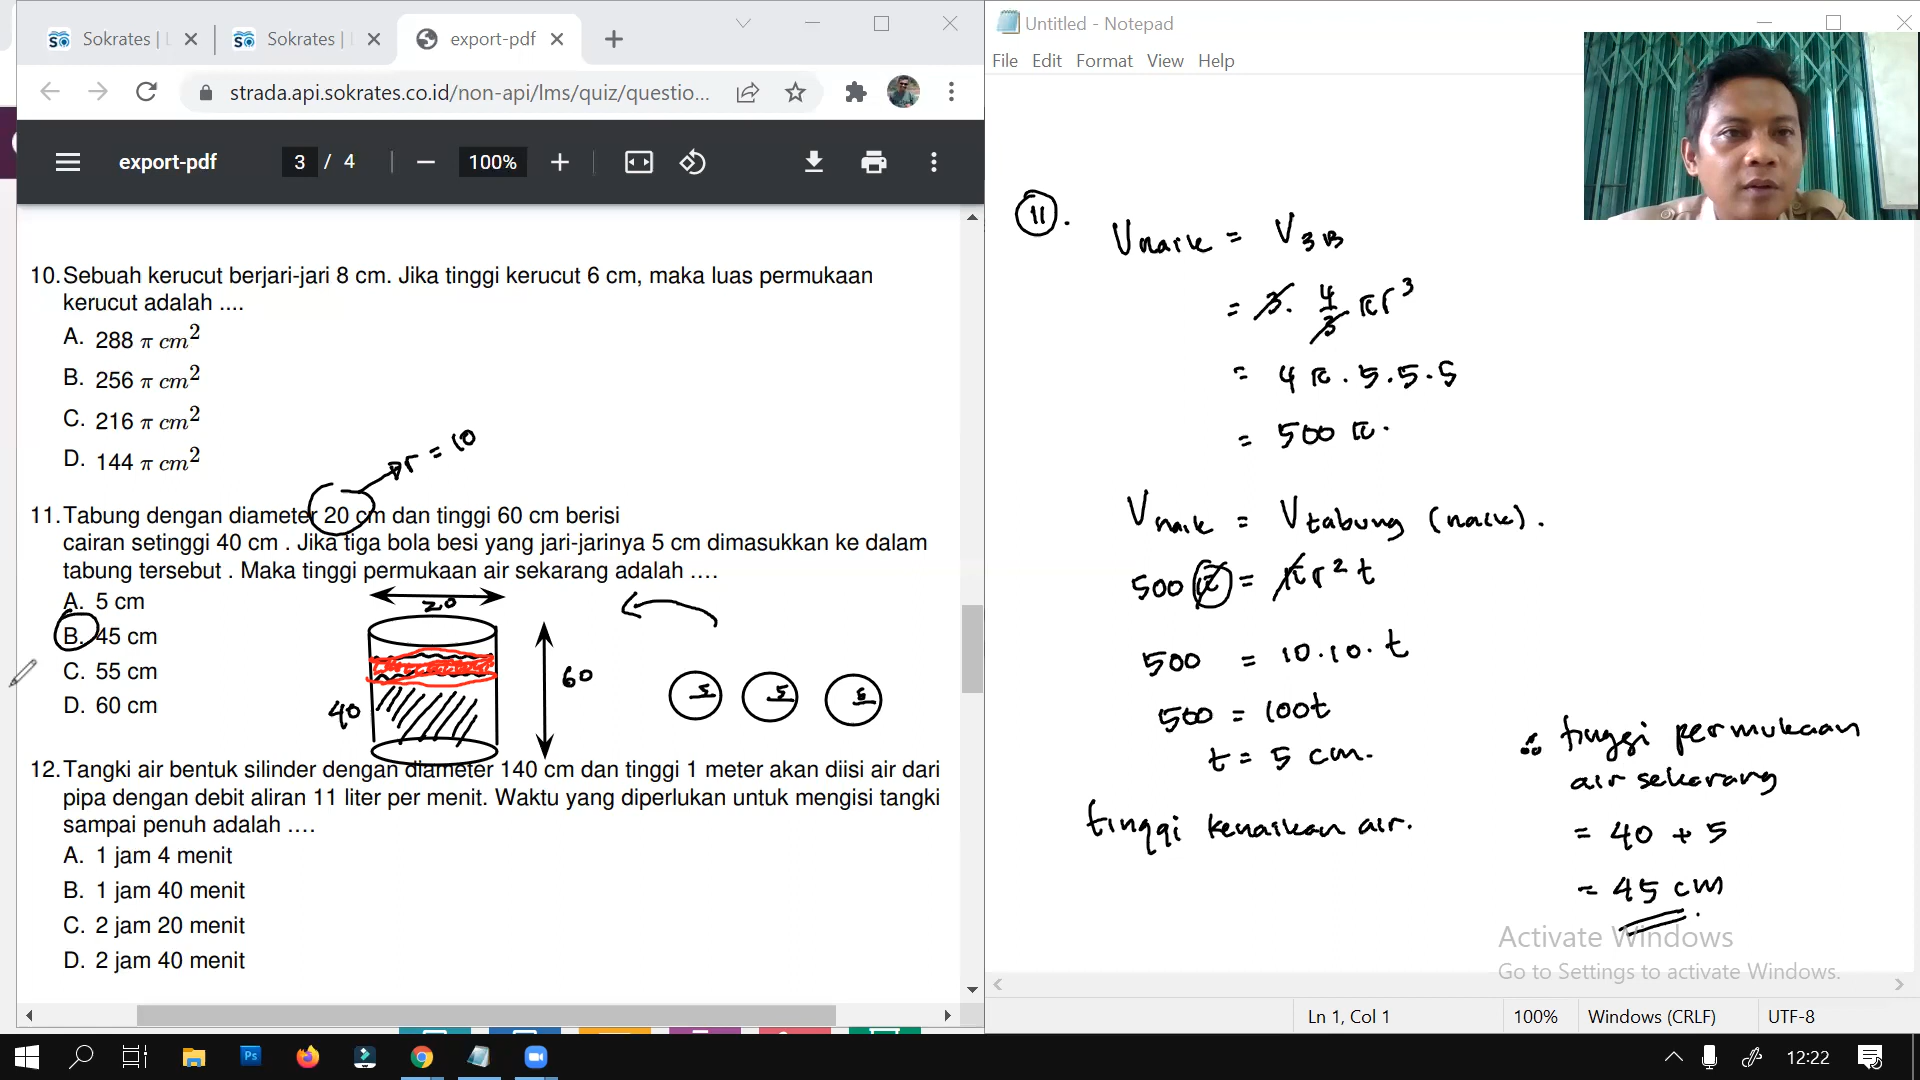 Sokrates |
Sokrates |
export-pdf
strada.api.sokrates.co.id/non-api/lms/quiz/questio...
export-pdf
3 / 4
100%
10. Sebuah kerucut berjari-jari 8 cm. Jika tinggi kerucut 6 cm, maka luas permukaan
kerucut adalah ....
A. 288 π cm²
B. 256 π cm²
C. 216 π cm²
D. 144 π cm²
r = 10
11. Tabung dengan diameter 20 cm dan tinggi 60 cm berisi
cairan setinggi 40 cm . Jika tiga bola besi yang jari-jarinya 5 cm dimasukkan ke dalam
tabung tersebut . Maka tinggi permukaan air sekarang adalah ....
A. 5 cm
B. 45 cm
C. 55 cm
D. 60 cm
20
60
40
5 5 5
12. Tangki air bentuk silinder dengan diameter 140 cm dan tinggi 1 meter akan diisi air dari
pipa dengan debit aliran 11 liter per menit. Waktu yang diperlukan untuk mengisi tangki
sampai penuh adalah ....
A. 1 jam 4 menit
B. 1 jam 40 menit
C. 2 jam 20 menit
D. 2 jam 40 menit
Untitled - Notepad
File Edit Format View Help
11.
Vnaik = V3B
= 3. 4/3 πr³
= 4π.5.5.5
= 500 π.
Vnaik = Vtabung (naik).
500 π = πr²t
500 = 10.10.t
500 = 100t
t = 5 cm.
tinggi kenaikan air.
∴ tinggi permukaan
air sekarang
= 40 + 5
= 45 cm
Activate Windows
Go to Settings to activate Windows.
Ln 1, Col 1
100%
Windows (CRLF)
UTF-8
Ps
12:22